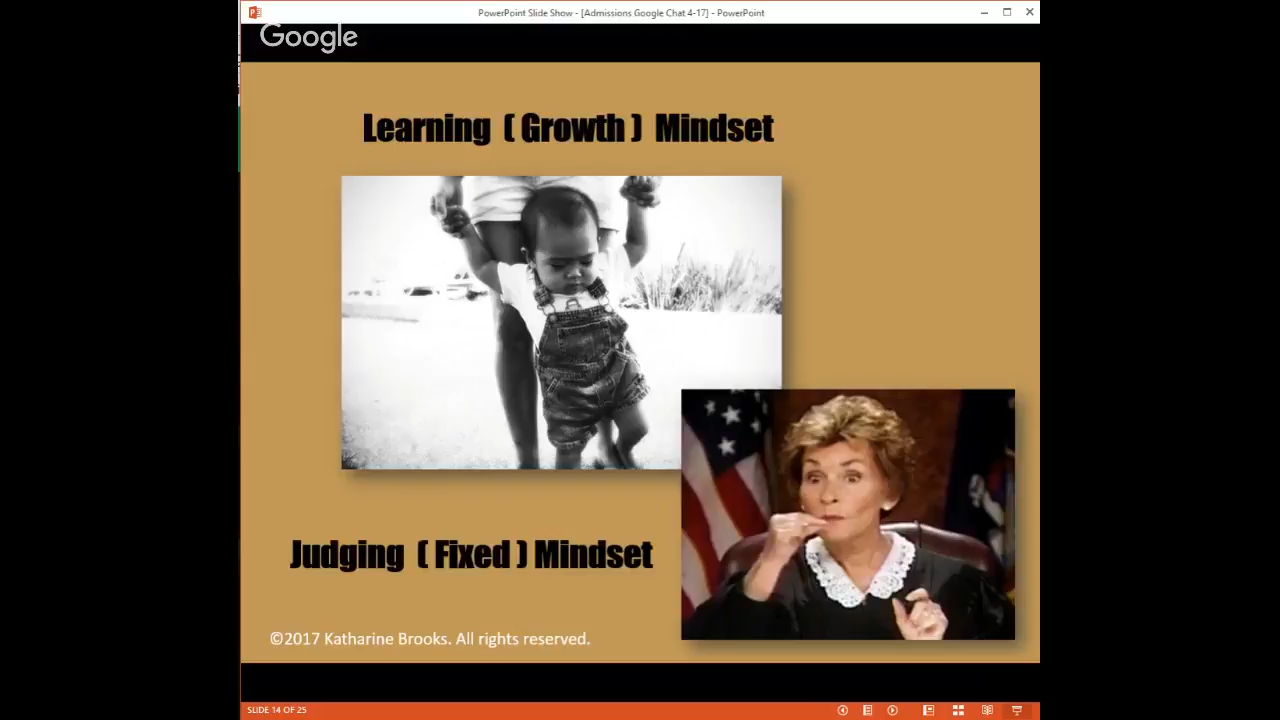 PowerPoint Slide Show - [Admissions Google Chat 4-17] - PowerPoint
Google
Learning ( Growth ) Mindset
Judging ( Fixed ) Mindset
©2017 Katharine Brooks. All rights reserved.
SLIDE 14 OF 25